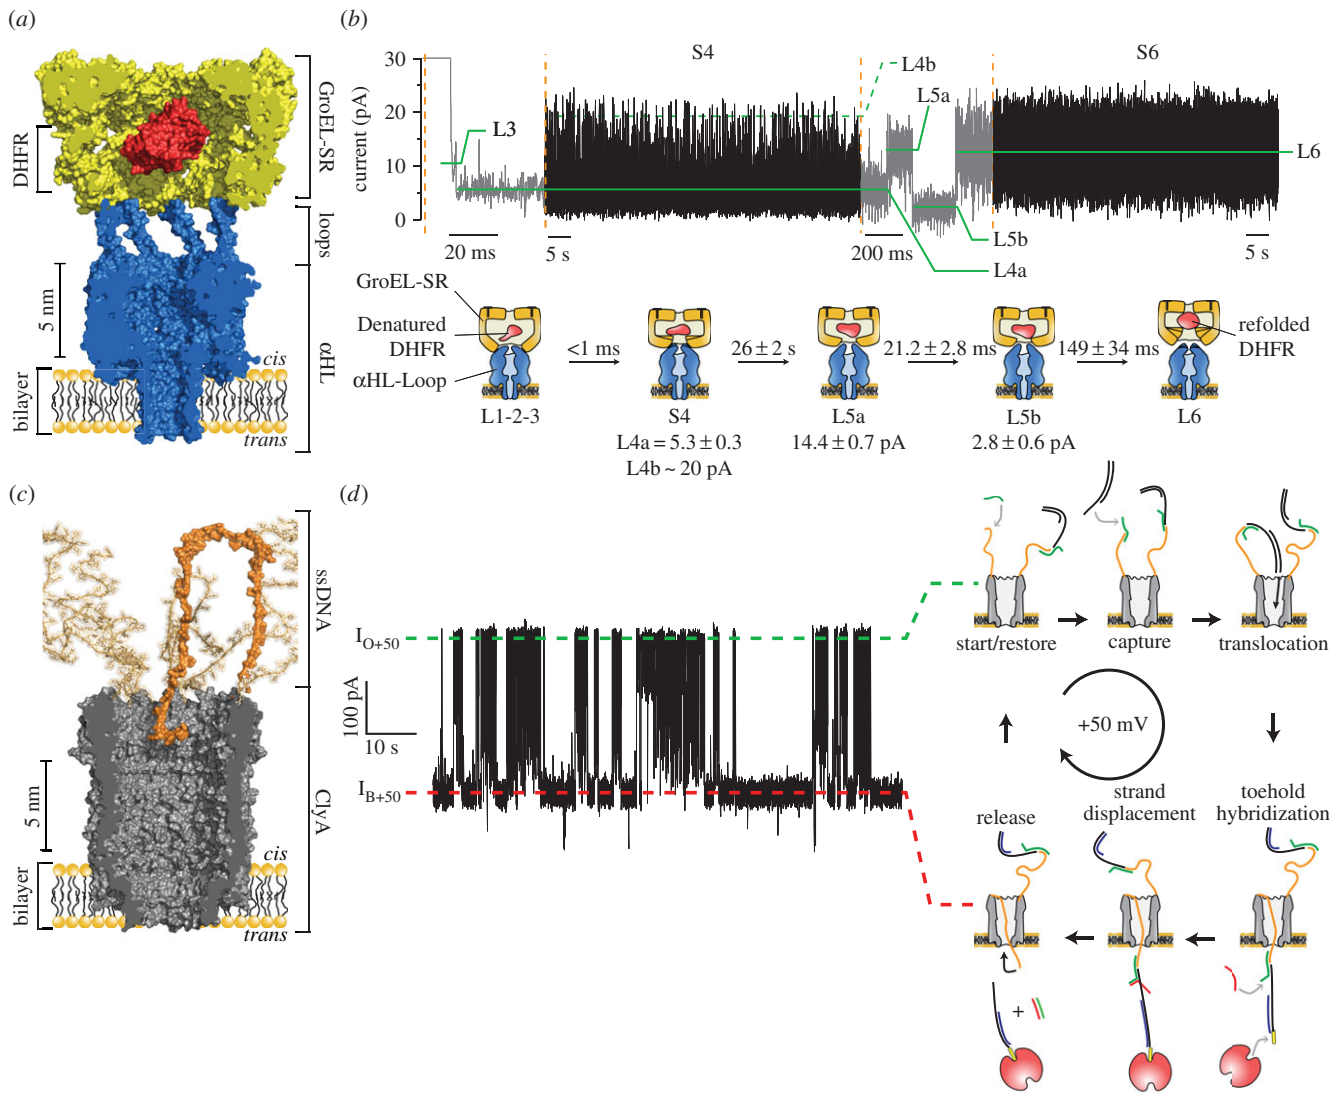 (a)
DHFR
GroEL-SR
loops
αHL
5 nm
bilayer
cis
trans
(b)
S4
S6
current (pA)
30
20
10
0
L3
L4b
L5a
L6
L5b
L4a
20 ms
5 s
200 ms
5 s
GroEL-SR
Denatured
DHFR
αHL-Loop
refolded
DHFR
<1 ms
26 ± 2 s
21.2 ± 2.8 ms
149 ± 34 ms
L1-2-3
S4
L5a
L5b
L6
L4a = 5.3 ± 0.3
14.4 ± 0.7 pA
2.8 ± 0.6 pA
L4b ~ 20 pA
(c)
ssDNA
ClyA
5 nm
bilayer
cis
trans
(d)
IO+50
100 pA
10 s
IB+50
start/restore
capture
translocation
+50 mV
release
strand
displacement
toehold
hybridization
+